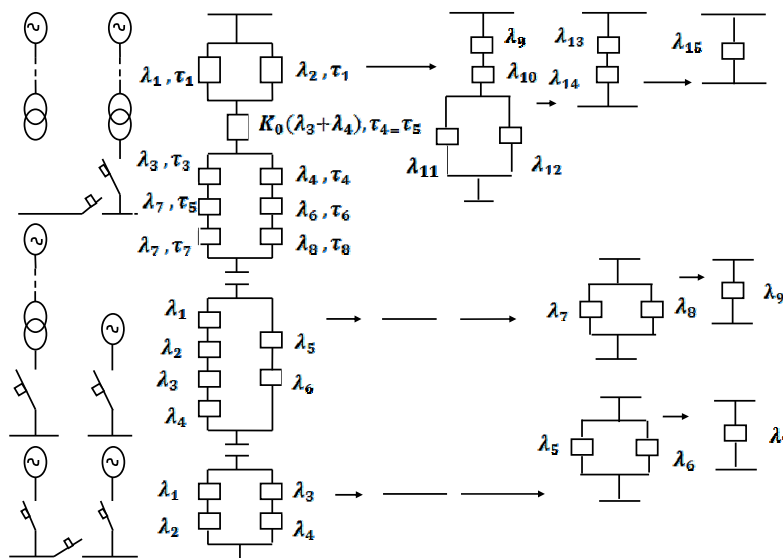 λ₁ , τ₁
λ₂ , τ₁
K₀(λ₃+λ₄), τ₄₌τ₅
λ₃ , τ₃
λ₄ , τ₄
λ₇ , τ₅
λ₆ , τ₆
λ₇ , τ₇
λ₈ , τ₈
λ₉
λ₁₀
λ₁₁
λ₁₂
λ₁₃
λ₁₄
λ₁₅
λ₁
λ₂
λ₃
λ₄
λ₅
λ₆
λ₇
λ₈
λ₉
λ₁
λ₂
λ₃
λ₄
λ₅
λ₆